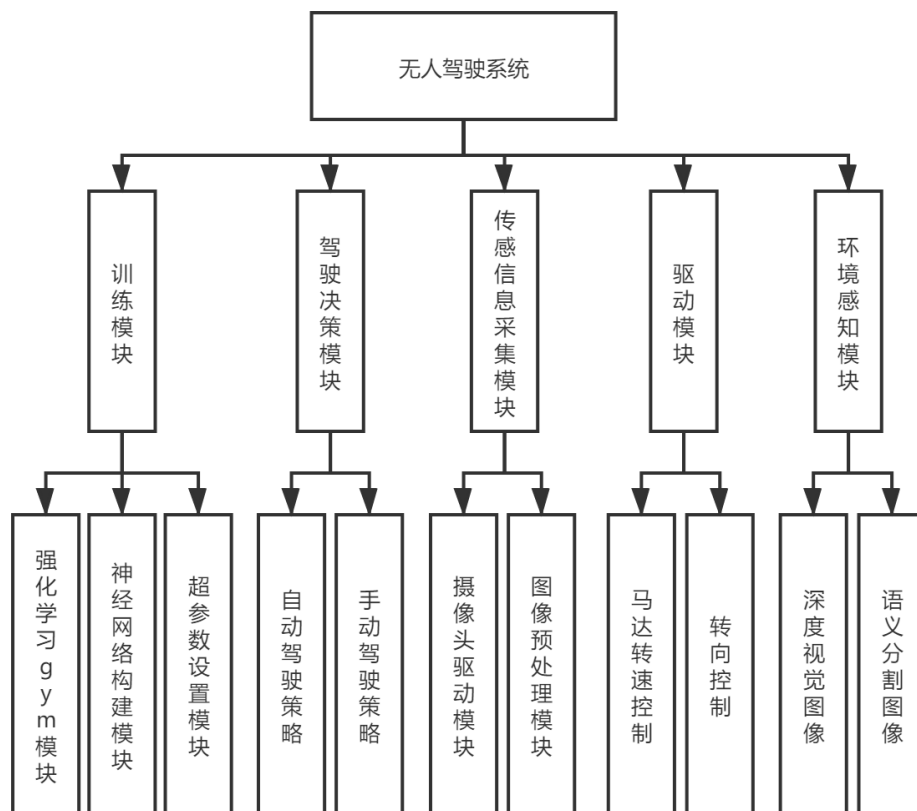 无人驾驶系统
训练模块
驾驶决策模块
传感信息采集模块
驱动模块
环境感知模块
强化学习gym模块
神经网络构建模块
超参数设置模块
自动驾驶策略
手动驾驶策略
摄像头驱动模块
图像预处理模块
马达转速控制
转向控制
深度视觉图像
语义分割图像